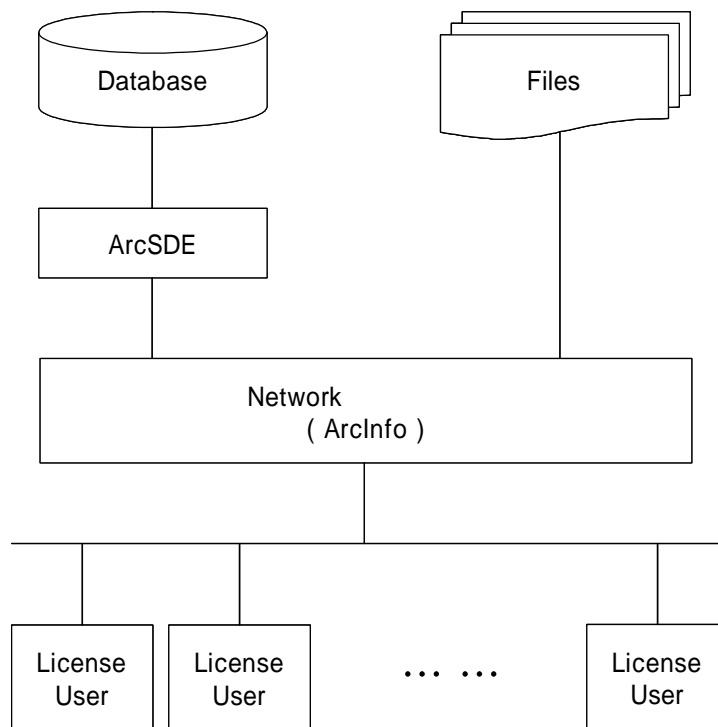 Database
Files
ArcSDE
Network
( ArcInfo )
License
User
License
User
... ...
License
User